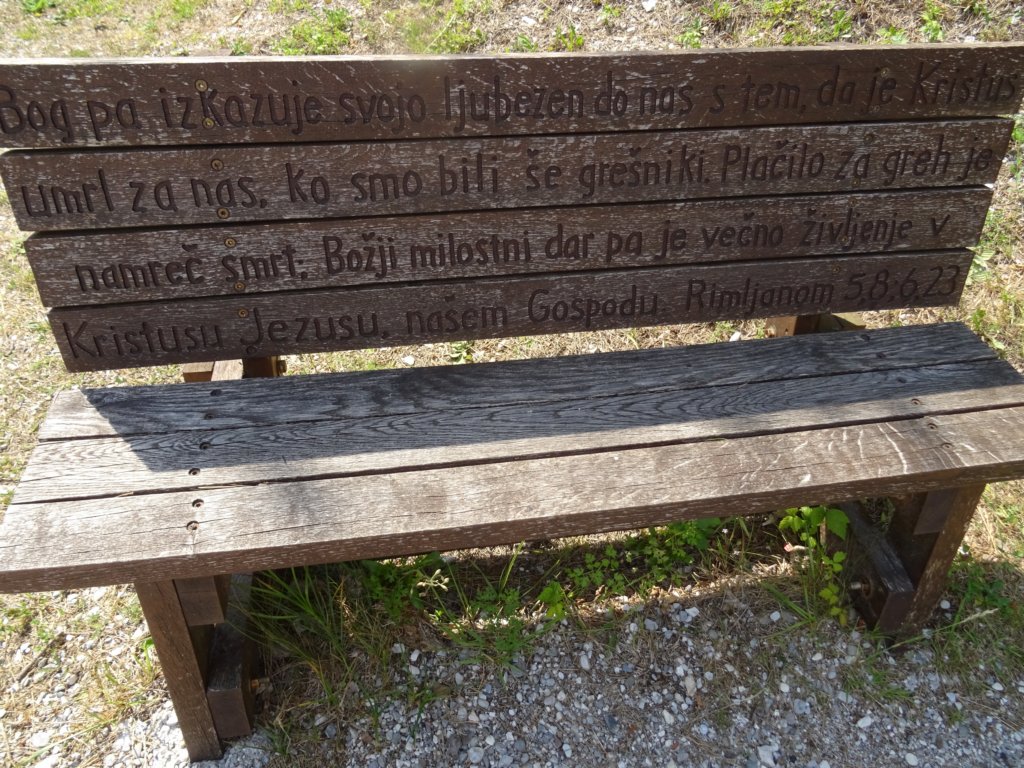 Bog pa izkazuje svojo ljubezen do nas s tem, da je Kristus
umrl za nas, ko smo bili še grešniki. Plačilo za greh je
namreč smrt; Božji milostni dar pa je večno življenje v
Kristusu Jezusu, našem Gospodu. Rimljanom 5,8,6,23